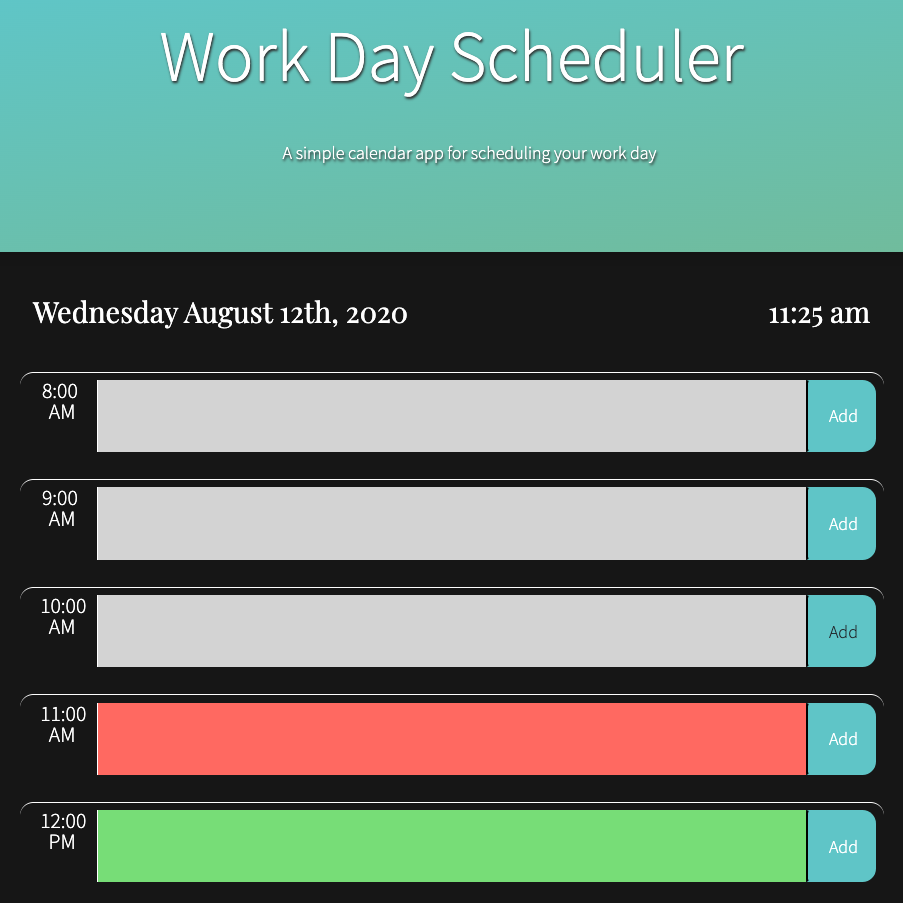 Work Day Scheduler
A simple calendar app for scheduling your work day
Wednesday August 12th, 2020
11:25 am
8:00
AM
Add
9:00
AM
Add
10:00
AM
Add
11:00
AM
Add
12:00
PM
Add